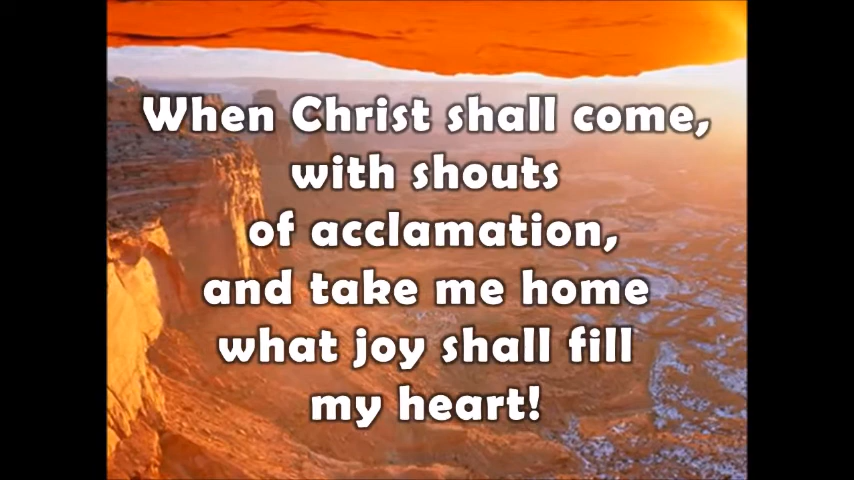 When Christ shall come,
with shouts
of acclamation,
and take me home
what joy shall fill
my heart!